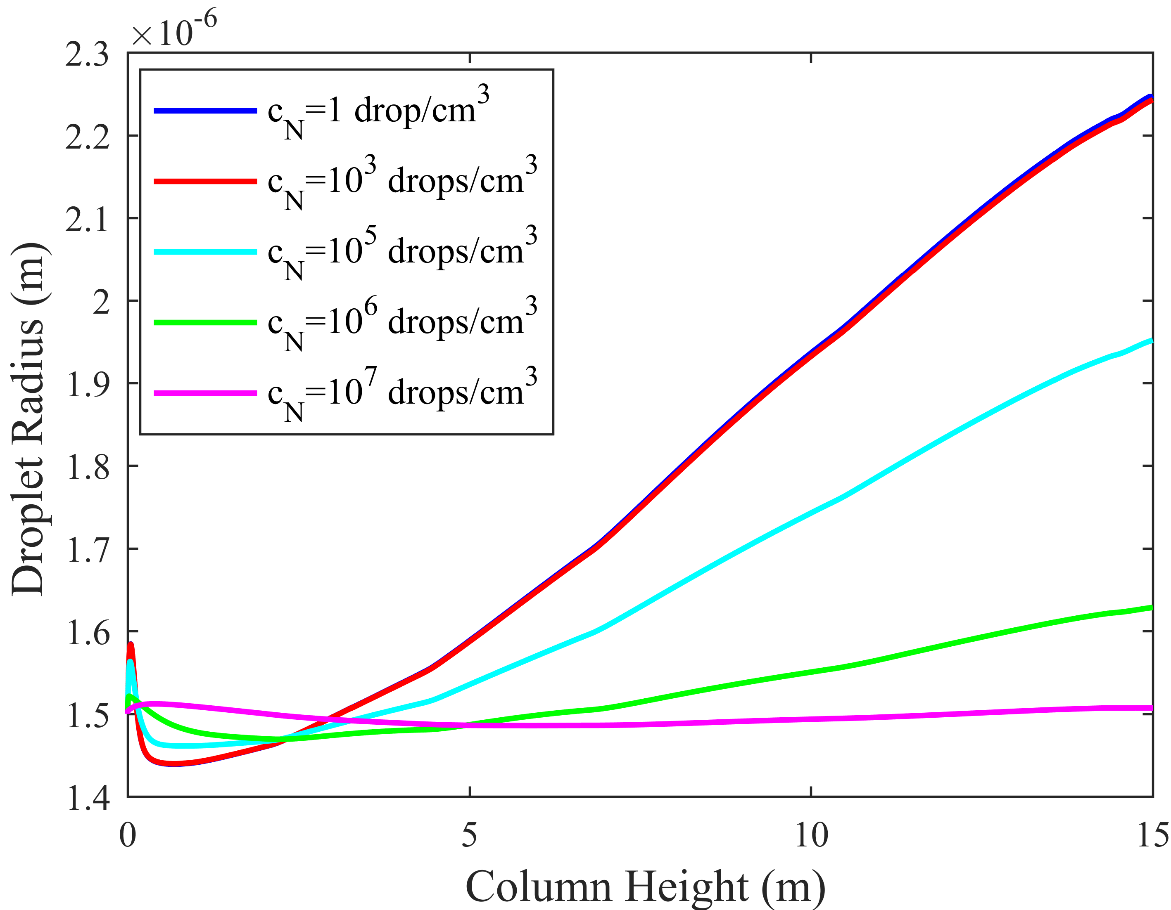 ×10⁻⁶
2.3
2.2
2.1
2
1.9
1.8
1.7
1.6
1.5
1.4
Droplet Radius (m)
c_N=1 drop/cm³
c_N=10³ drops/cm³
c_N=10⁵ drops/cm³
c_N=10⁶ drops/cm³
c_N=10⁷ drops/cm³
0 5 10 15
Column Height (m)